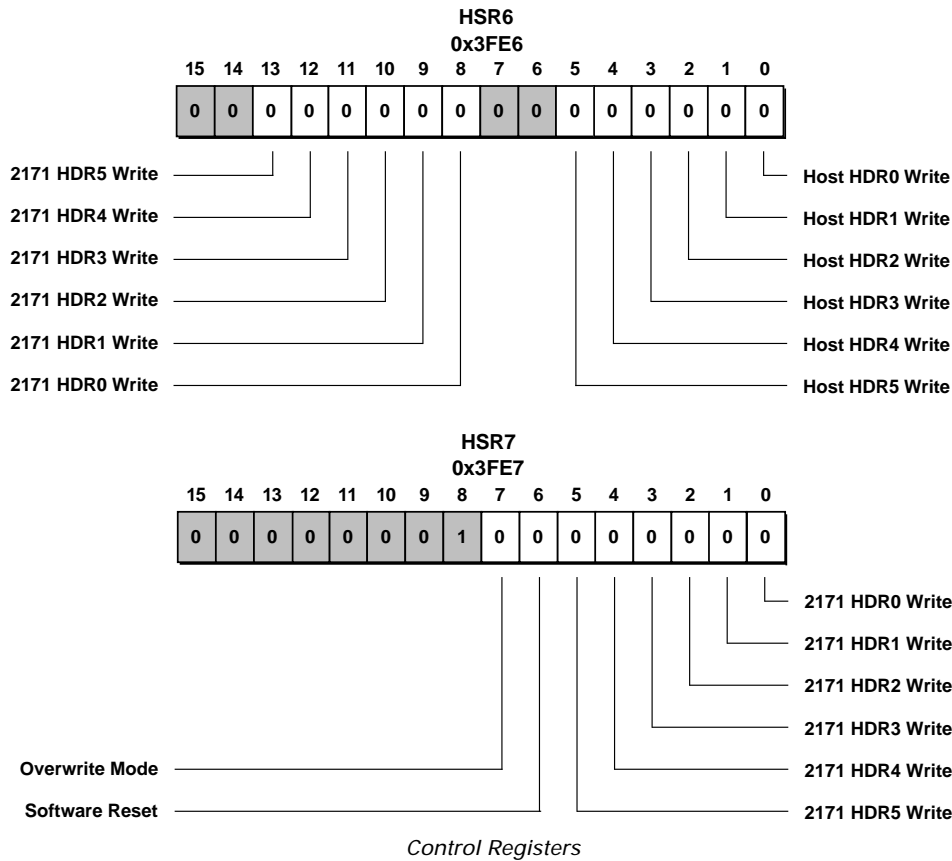 HSR6
0x3FE6
15 14 13 12 11 10 9 8 7 6 5 4 3 2 1 0
0 0 0 0 0 0 0 0 0 0 0 0 0 0 0 0
2171 HDR5 Write Host HDR0 Write
2171 HDR4 Write Host HDR1 Write
2171 HDR3 Write Host HDR2 Write
2171 HDR2 Write Host HDR3 Write
2171 HDR1 Write Host HDR4 Write
2171 HDR0 Write Host HDR5 Write
HSR7
0x3FE7
15 14 13 12 11 10 9 8 7 6 5 4 3 2 1 0
0 0 0 0 0 0 0 1 0 0 0 0 0 0 0 0
2171 HDR0 Write
2171 HDR1 Write
2171 HDR2 Write
2171 HDR3 Write
Overwrite Mode 2171 HDR4 Write
Software Reset 2171 HDR5 Write
Control Registers